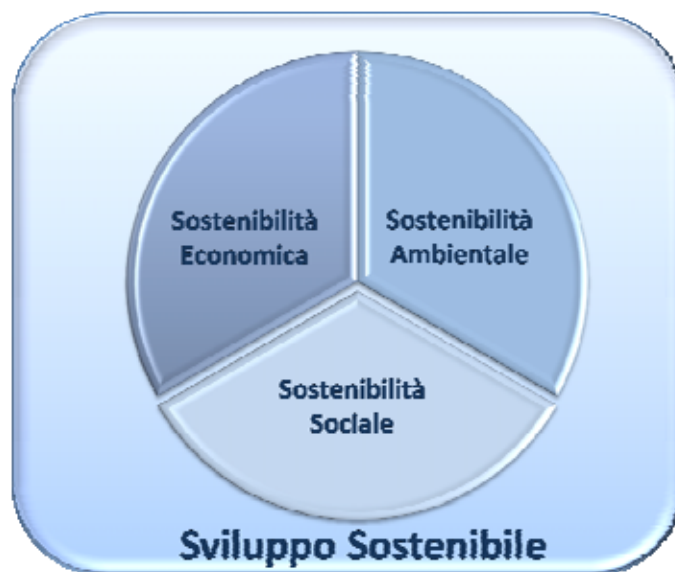 Sostenibilità
Economica
Sostenibilità
Ambientale
Sostenibilità
Sociale
Sviluppo Sostenibile